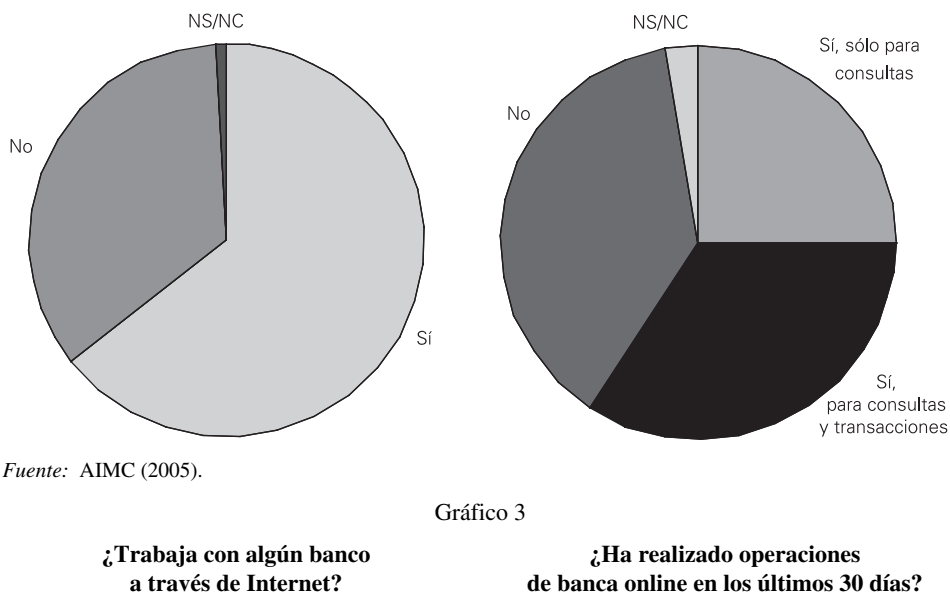 NS/NC
No
Sí
NS/NC
No
Sí, sólo para
consultas
Sí,
para consultas
y transacciones
Fuente: AIMC (2005).
Gráfico 3
¿Trabaja con algún banco
a través de Internet?
¿Ha realizado operaciones
de banca online en los últimos 30 días?